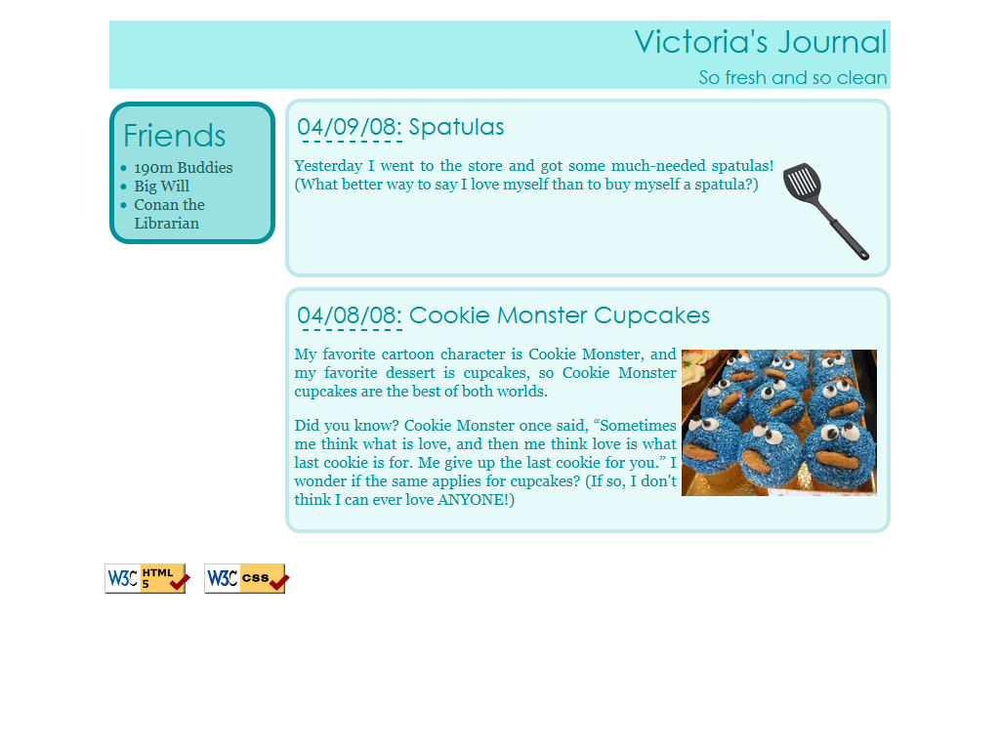 Victoria's Journal
So fresh and so clean
Friends
190m Buddies
Big Will
Conan the
Librarian
04/09/08: Spatulas
Yesterday I went to the store and got some much-needed spatulas!
(What better way to say I love myself than to buy myself a spatula?)
04/08/08: Cookie Monster Cupcakes
My favorite cartoon character is Cookie Monster, and
my favorite dessert is cupcakes, so Cookie Monster
cupcakes are the best of both worlds.
Did you know? Cookie Monster once said, “Sometimes
me think what is love, and then me think love is what
last cookie is for. Me give up the last cookie for you.” I
wonder if the same applies for cupcakes? (If so, I don't
think I can ever love ANYONE!)
W3C HTML
5
W3C CSS